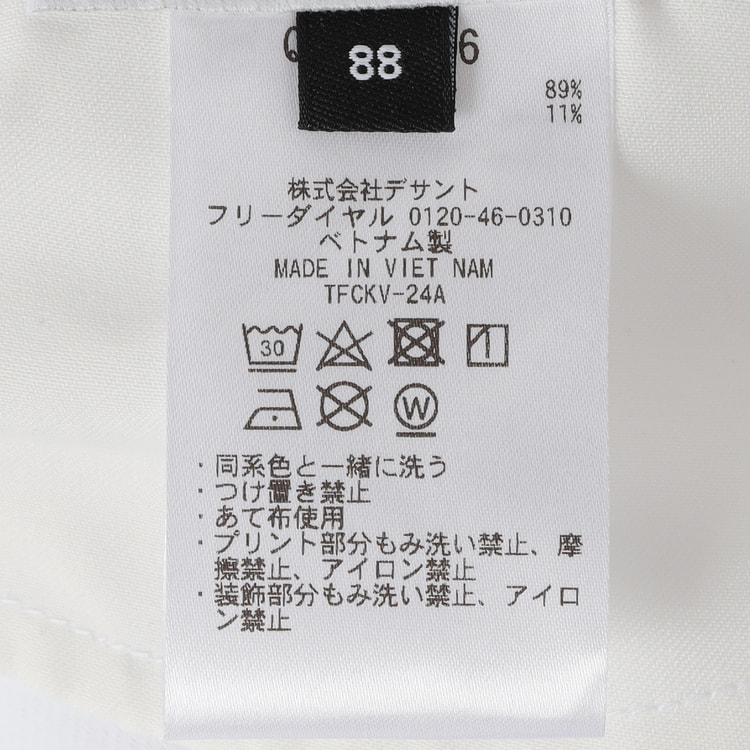 88
6
89%
11%
株式会社デサント
フリーダイヤル 0120-46-0310
ベトナム製
MADE IN VIET NAM
TFCKV-24A
30
W
・同系色と一緒に洗う
・つけ置き禁止
・あて布使用
・プリント部分もみ洗い禁止、摩
擦禁止、アイロン禁止
・装飾部分もみ洗い禁止、アイロ
ン禁止